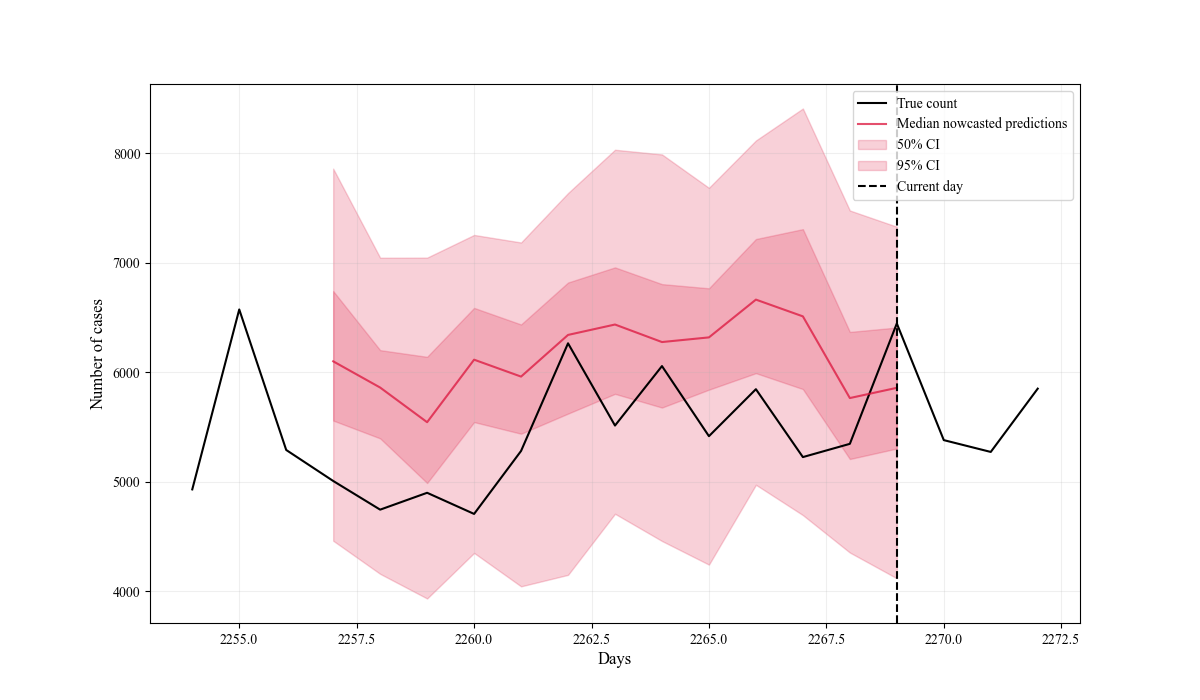 True count
Median nowcasted predictions
50% CI
95% CI
Current day
Number of cases
8000
7000
6000
5000
4000
2255.0 2257.5 2260.0 2262.5 2265.0 2267.5 2270.0 2272.5
Days